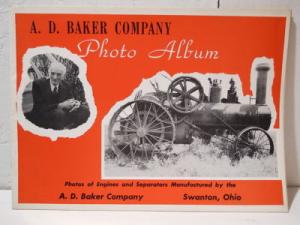 A. D. BAKER COMPANY
Photo Album
Photos of Engines and Separators Manufactured by the
A. D. Baker Company Swanton, Ohio